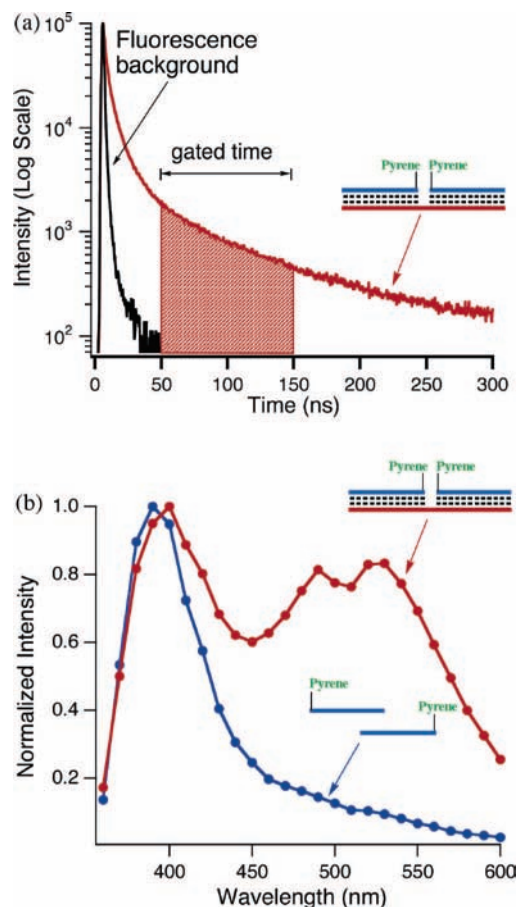 (a)
Intensity (Log Scale)
10⁵
10⁴
10³
10²
Fluorescence
background
gated time
Pyrene Pyrene
0 50 100 150 200 250 300
Time (ns)
(b)
Normalized Intensity
1.0
0.8
0.6
0.4
0.2
Pyrene Pyrene
Pyrene
Pyrene
400 450 500 550 600
Wavelength (nm)